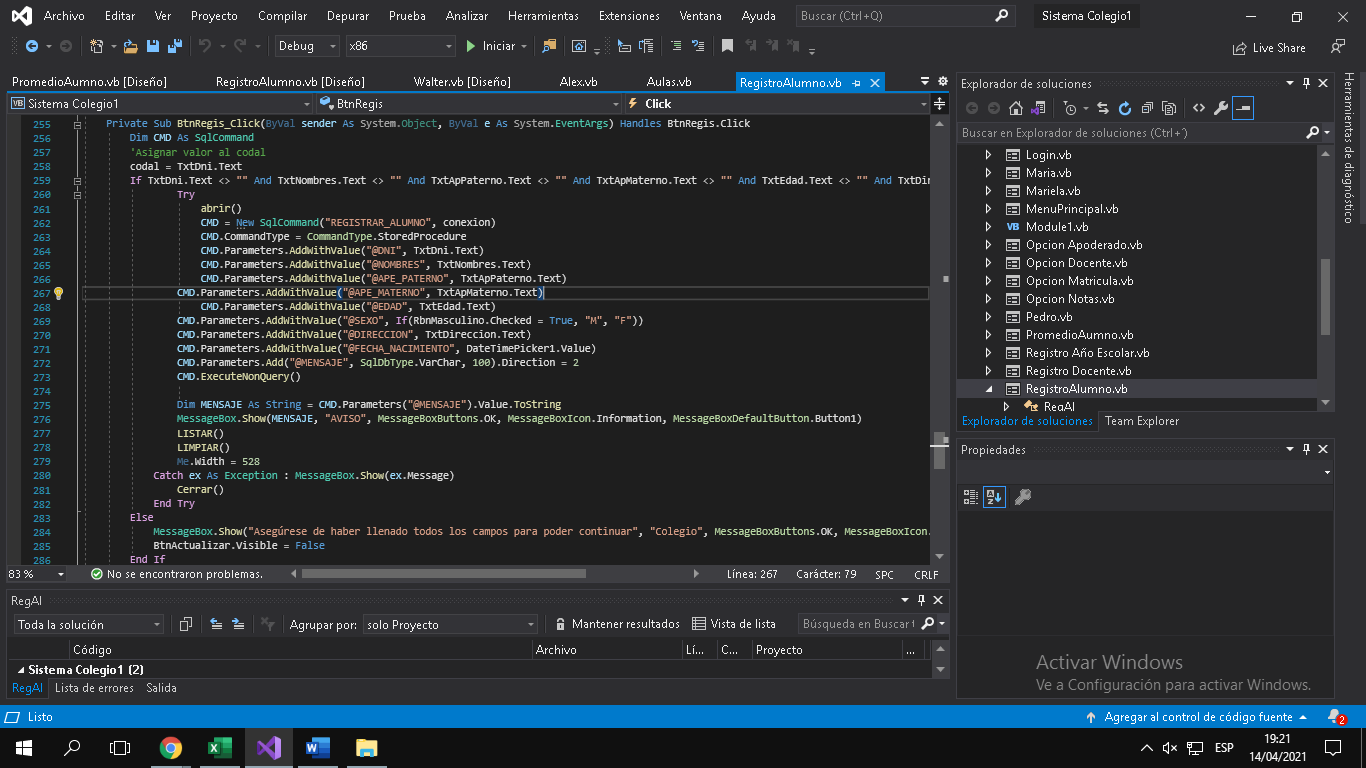 Archivo Editar Ver Proyecto Compilar Depurar Prueba Analizar Herramientas Extensiones Ventana Ayuda Buscar (Ctrl+Q) Sistema Colegio1
Debug x86 Iniciar Live Share
PromedioAumno.vb [Diseño] RegistroAlumno.vb [Diseño] Walter.vb [Diseño] Alex.vb Aulas.vb RegistroAlumno.vb
VB Sistema Colegio1 BtnRegis Click
255 Private Sub BtnRegis_Click(ByVal sender As System.Object, ByVal e As System.EventArgs) Handles BtnRegis.Click
256 Dim CMD As SqlCommand
257 'Asignar valor al codal
258 codal = TxtDni.Text
259 If TxtDni.Text <> "" And TxtNombres.Text <> "" And TxtApPaterno.Text <> "" And TxtApMaterno.Text <> "" And TxtEdad.Text <> "" And TxtDir
260 Try
261 abrir()
262 CMD = New SqlCommand("REGISTRAR_ALUMNO", conexion)
263 CMD.CommandType = CommandType.StoredProcedure
264 CMD.Parameters.AddWithValue("@DNI", TxtDni.Text)
265 CMD.Parameters.AddWithValue("@NOMBRES", TxtNombres.Text)
266 CMD.Parameters.AddWithValue("@APE_PATERNO", TxtApPaterno.Text)
267 CMD.Parameters.AddWithValue("@APE_MATERNO", TxtApMaterno.Text)
268 CMD.Parameters.AddWithValue("@EDAD", TxtEdad.Text)
269 CMD.Parameters.AddWithValue("@SEXO", If(RbnMasculino.Checked = True, "M", "F"))
270 CMD.Parameters.AddWithValue("@DIRECCION", TxtDireccion.Text)
271 CMD.Parameters.AddWithValue("@FECHA_NACIMIENTO", DateTimePicker1.Value)
272 CMD.Parameters.Add("@MENSAJE", SqlDbType.VarChar, 100).Direction = 2
273 CMD.ExecuteNonQuery()
274
275 Dim MENSAJE As String = CMD.Parameters("@MENSAJE").Value.ToString
276 MessageBox.Show(MENSAJE, "AVISO", MessageBoxButtons.OK, MessageBoxIcon.Information, MessageBoxDefaultButton.Button1)
277 LISTAR()
278 LIMPIAR()
279 Me.Width = 528
280 Catch ex As Exception : MessageBox.Show(ex.Message)
281 Cerrar()
282 End Try
283 Else
284 MessageBox.Show("Asegúrese de haber llenado todos los campos para poder continuar", "Colegio", MessageBoxButtons.OK, MessageBoxIcon.
285 BtnActualizar.Visible = False
286 End If
83 % No se encontraron problemas. Línea: 267 Carácter: 79 SPC CRLF
RegAl
Toda la solución Agrupar por: solo Proyecto Mantener resultados Vista de lista Búsqueda en Buscar t
Código Archivo Lí... C... Proyecto ...
Sistema Colegio1 (2)
RegAl Lista de errores Salida
Explorador de soluciones
Buscar en Explorador de soluciones (Ctrl+´)
Login.vb
Maria.vb
Mariela.vb
MenuPrincipal.vb
VB Module1.vb
Opcion Apoderado.vb
Opcion Docente.vb
Opcion Matricula.vb
Opcion Notas.vb
Pedro.vb
PromedioAumno.vb
Registro Año Escolar.vb
Registro Docente.vb
RegistroAlumno.vb
RegAl
Explorador de soluciones Team Explorer
Propiedades
Herramientas de diagnóstico
Activar Windows
Ve a Configuración para activar Windows.
Listo Agregar al control de código fuente 2
ESP 19:21
14/04/2021